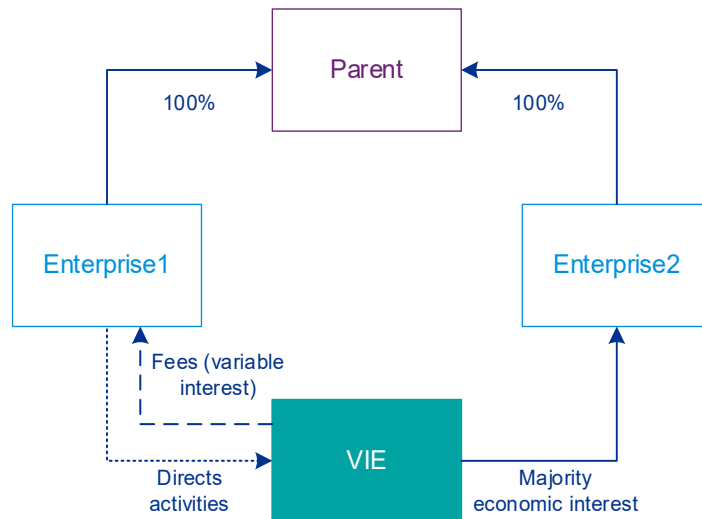 Parent
100%
100%
Enterprise1
Enterprise2
Fees (variable
interest)
VIE
Directs
activities
Majority
economic interest